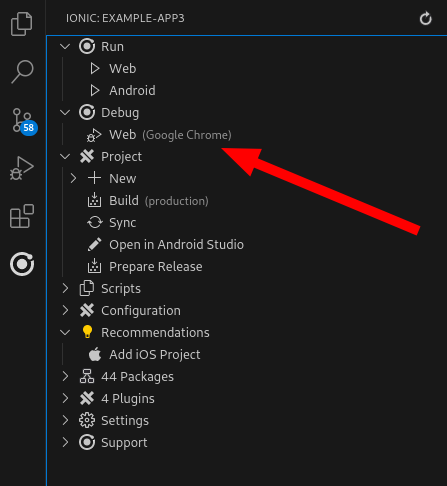 IONIC: EXAMPLE-APP3
Run
Web
Android
Debug
Web (Google Chrome)
Project
New
Build (production)
Sync
Open in Android Studio
Prepare Release
Scripts
Configuration
Recommendations
Add iOS Project
44 Packages
4 Plugins
Settings
Support
58